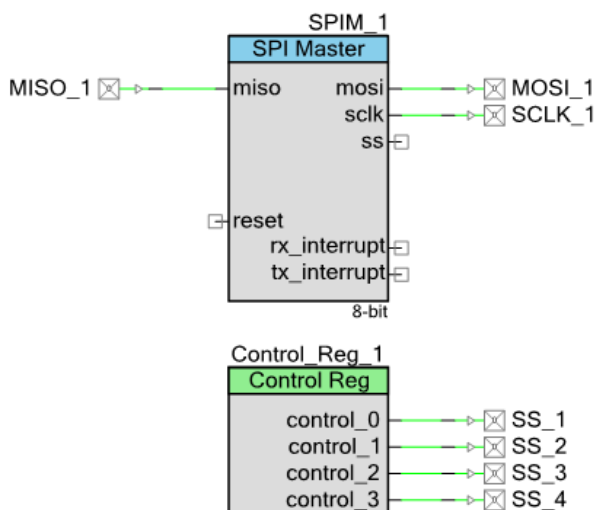 SPIM_1
SPI Master
MISO_1 miso mosi MOSI_1
sclk SCLK_1
ss
reset
rx_interrupt
tx_interrupt
8-bit
Control_Reg_1
Control Reg
control_0 SS_1
control_1 SS_2
control_2 SS_3
control_3 SS_4